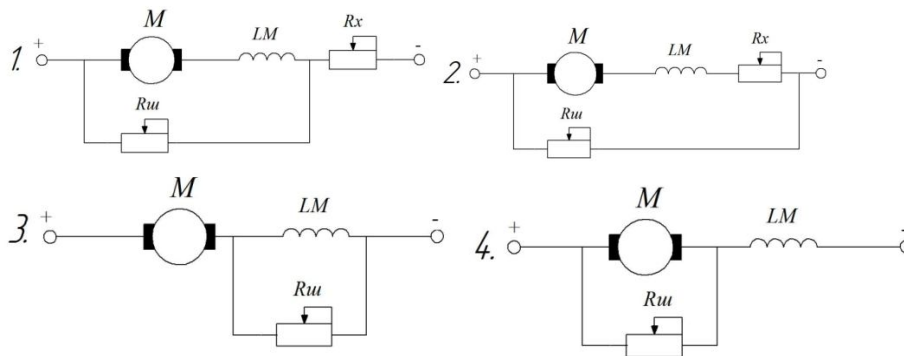 1.
+
M
LM
Rx
-
Rш
2.
+
M
LM
Rx
-
Rш
3.
+
M
LM
-
Rш
4.
+
M
LM
-
Rш